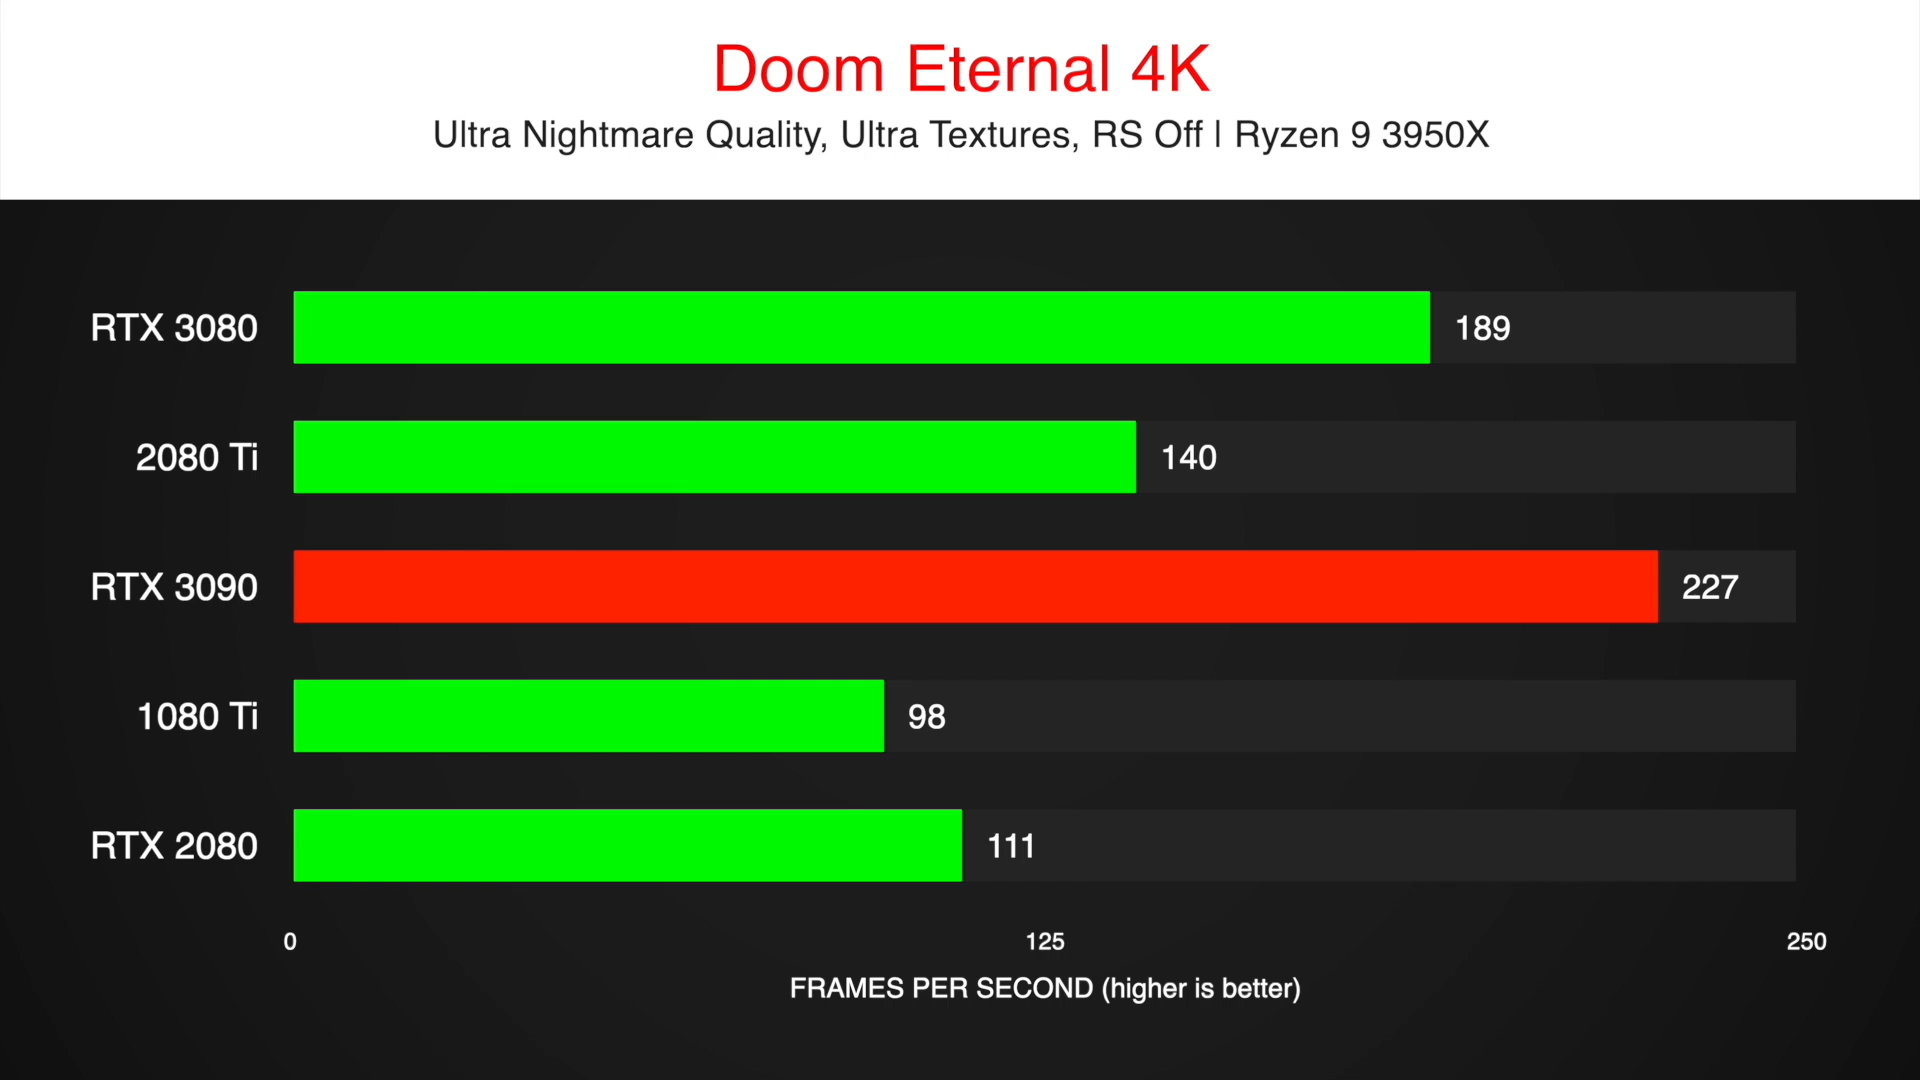 Doom Eternal 4K
Ultra Nightmare Quality, Ultra Textures, RS Off | Ryzen 9 3950X
RTX 3080 189
2080 Ti 140
RTX 3090 227
1080 Ti 98
RTX 2080 111
0 125 250
FRAMES PER SECOND (higher is better)